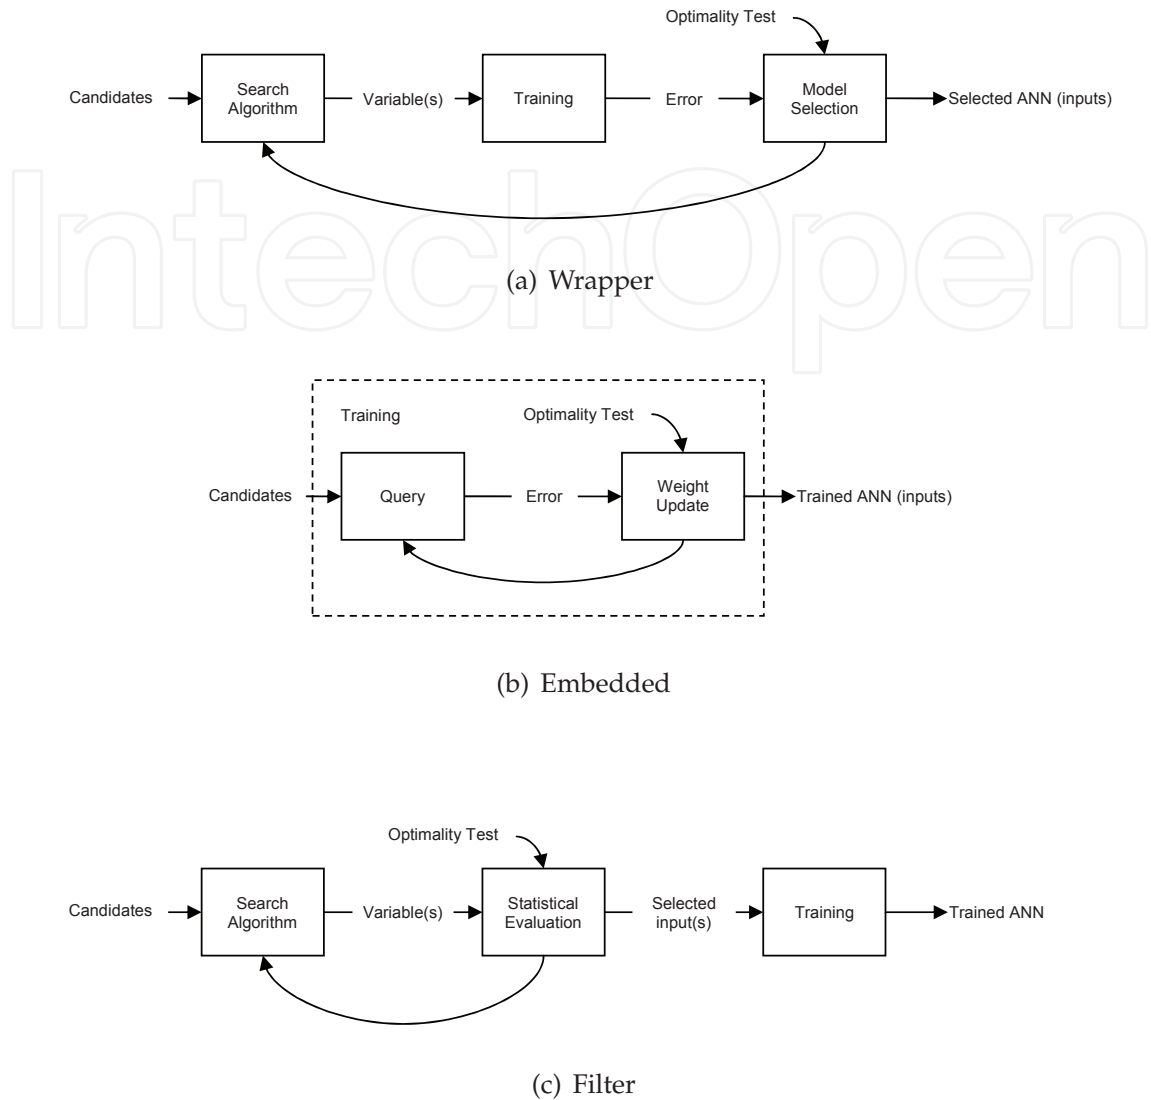 Optimality Test
Candidates
Search
Algorithm
Variable(s)
Training
Error
Model
Selection
Selected ANN (inputs)
IntechOpen
(a) Wrapper
Training
Optimality Test
Candidates
Query
Error
Weight
Update
Trained ANN (inputs)
(b) Embedded
Optimality Test
Candidates
Search
Algorithm
Variable(s)
Statistical
Evaluation
Selected
input(s)
Training
Trained ANN
(c) Filter